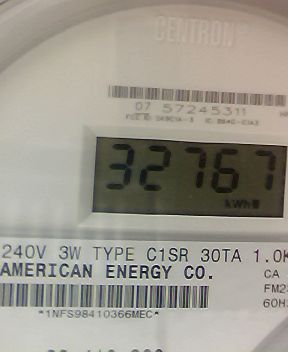 CENTRON
07 57245311
32767
kWh
240V 3W TYPE C1SR 30TA 1.0K
AMERICAN ENERGY CO.
CA
FM2
60H
*1NFS98410366MEC*